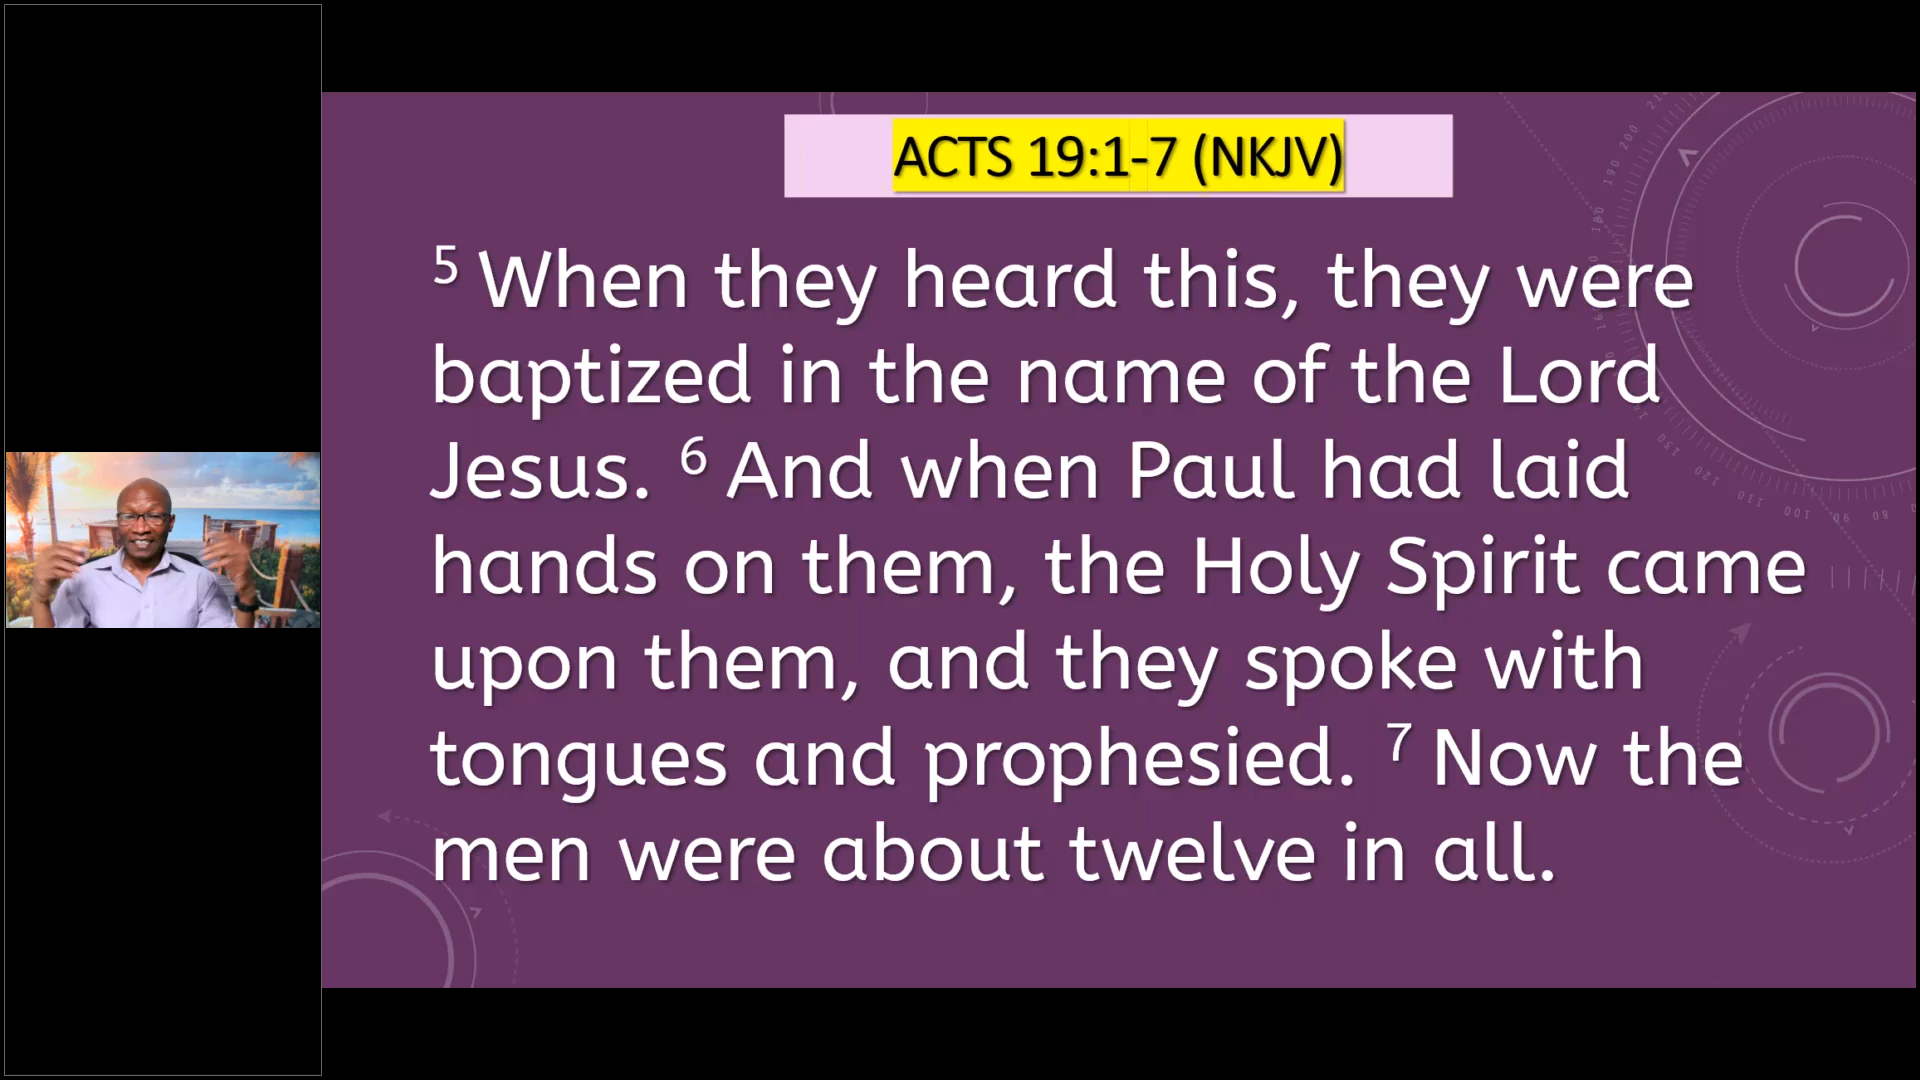 ACTS 19:1-7 (NKJV)
5 When they heard this, they were
baptized in the name of the Lord
Jesus. 6 And when Paul had laid
hands on them, the Holy Spirit came
upon them, and they spoke with
tongues and prophesied. 7 Now the
men were about twelve in all.